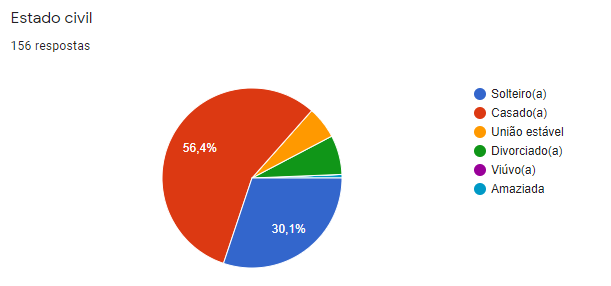 Estado civil
156 respostas
56,4%
30,1%
Solteiro(a)
Casado(a)
União estável
Divorciado(a)
Viúvo(a)
Amaziada